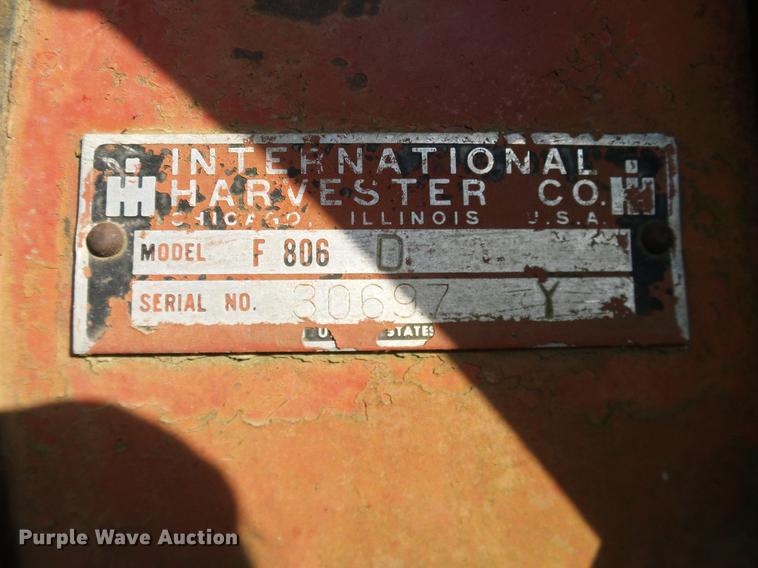 INTERNATIONAL
HARVESTER CO.
CHICAGO, ILLINOIS U.S.A.
MODEL F 806 D
SERIAL NO. 30697 Y
STATES
Purple Wave Auction